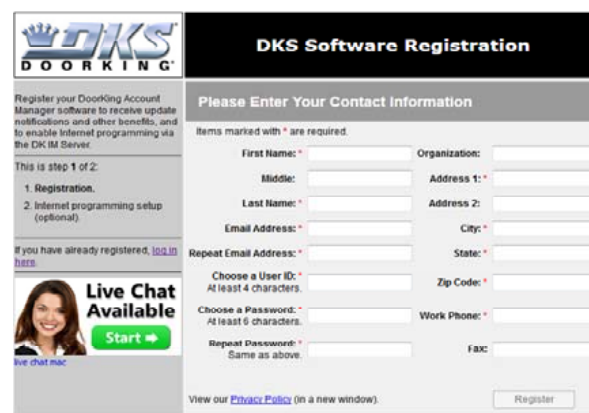 DKS
DOORKING
DKS Software Registration
Register your DoorKing Account
Manager software to receive update
notifications and other benefits, and
to enable Internet programming via
the DK IM Server.
This is step 1 of 2:
1. Registration.
2. Internet programming setup
(optional).
If you have already registered, log in
here.
Live Chat
Available
Start
live chat mac
Please Enter Your Contact Information
Items marked with * are required.
First Name: *
Organization:
Middle:
Address 1: *
Last Name: *
Address 2:
Email Address: *
City: *
Repeat Email Address: *
State: *
Choose a User ID: *
At least 4 characters.
Zip Code: *
Choose a Password: *
At least 6 characters.
Work Phone: *
Repeat Password: *
Same as above.
Fax:
View our Privacy Policy (in a new window).
Register